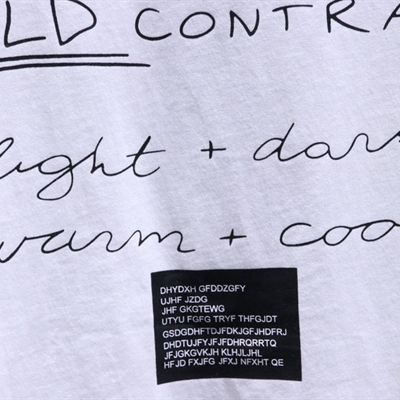 LD CONTRA
light + dar
warm + coo
DHYDXH GFDDZGFY
UJHF JZDG
JHF GKGTEWG
UTYU FGFG TRYF THFGJDT
GSDGDHFTDJFDKJGFJHDFRJ
DHDTUJFYJFJFDHRQRRTQ
JFJGKGVKJH KLHJLJHL
HFJD FXJFG JFXJ NFXHT QE